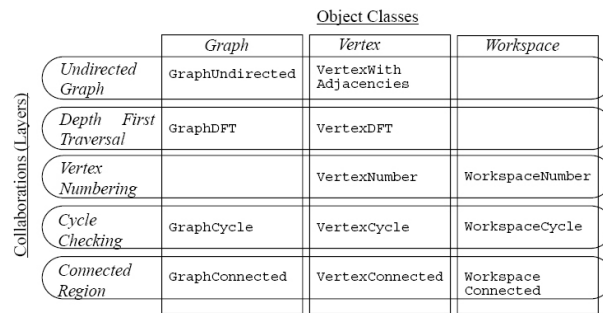 Object Classes
Graph Vertex Workspace
Collaborations (Layers)
Undirected GraphUndirected VertexWith
Graph Adjacencies
Depth First GraphDFT VertexDFT
Traversal
Vertex VertexNumber WorkspaceNumber
Numbering
Cycle GraphCycle VertexCycle WorkspaceCycle
Checking
Connected GraphConnected VertexConnected Workspace
Region Connected